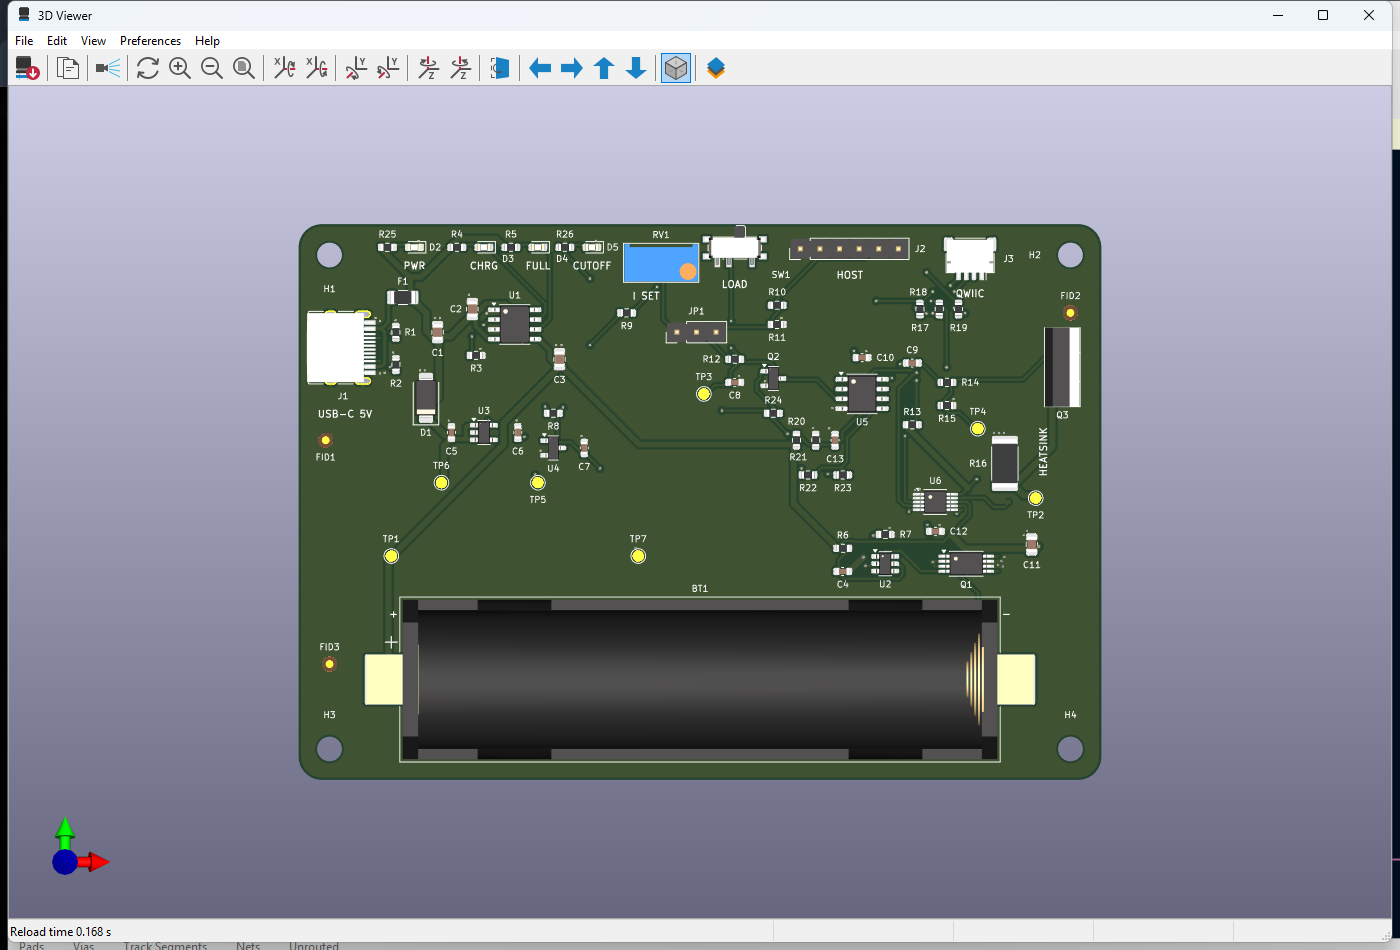 3D Viewer
File Edit View Preferences Help
R25 D2 R4 R5 D3 R26 D4 D5 RV1 J2
PWR CHRG FULL CUTOFF SW1 HOST J3 H2
H1 F1 U1 I SET LOAD R10 R18 QWIIC FID2
C2 R9 JP1 R11 R17 R19
R1 C1 R3 C3 R12 Q2 C10 C9
R2 TP3 C8 R14
J1 R24 U5 R13 R15 TP4 Q3
USB-C 5V D1 U3 R8 R20
FID1 C5 C6 U4 C7 R21 C13 R16 HEATSINK
TP6 TP5 R22 R23 U6 TP2
TP1 TP7 R6 R7 C12
C4 U2 Q1 C11
BT1
+ −
+
FID3
H3 H4
X X Y Y Z Z
Reload time 0.168 s
Pads Vias Track Segments Nets Unrouted